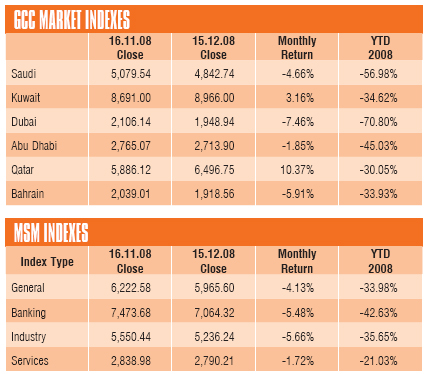 GCC MARKET INDEXES
16.11.08 Close 15.12.08 Close Monthly Return YTD 2008
Saudi 5,079.54 4,842.74 -4.66% -56.98%
Kuwait 8,691.00 8,966.00 3.16% -34.62%
Dubai 2,106.14 1,948.94 -7.46% -70.80%
Abu Dhabi 2,765.07 2,713.90 -1.85% -45.03%
Qatar 5,886.12 6,496.75 10.37% -30.05%
Bahrain 2,039.01 1,918.56 -5.91% -33.93%
MSM INDEXES
Index Type 16.11.08 Close 15.12.08 Close Monthly Return YTD 2008
General 6,222.58 5,965.60 -4.13% -33.98%
Banking 7,473.68 7,064.32 -5.48% -42.63%
Industry 5,550.44 5,236.24 -5.66% -35.65%
Services 2,838.98 2,790.21 -1.72% -21.03%